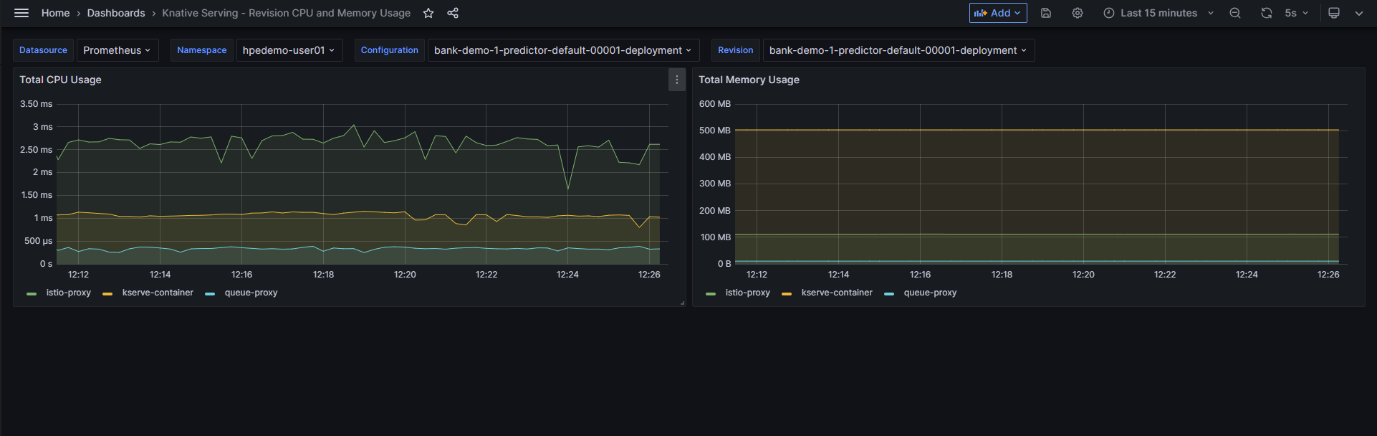 Home › Dashboards › Knative Serving - Revision CPU and Memory Usage Add Last 15 minutes 5s
Datasource Prometheus Namespace hpedemo-user01 Configuration bank-demo-1-predictor-default-00001-deployment Revision bank-demo-1-predictor-default-00001-deployment
Total CPU Usage
3.50 ms
3 ms
2.50 ms
2 ms
1.50 ms
1 ms
500 µs
0 s
12:12 12:14 12:16 12:18 12:20 12:22 12:24 12:26
istio-proxy kserve-container queue-proxy
Total Memory Usage
600 MB
500 MB
400 MB
300 MB
200 MB
100 MB
0 B
12:12 12:14 12:16 12:18 12:20 12:22 12:24 12:26
istio-proxy kserve-container queue-proxy